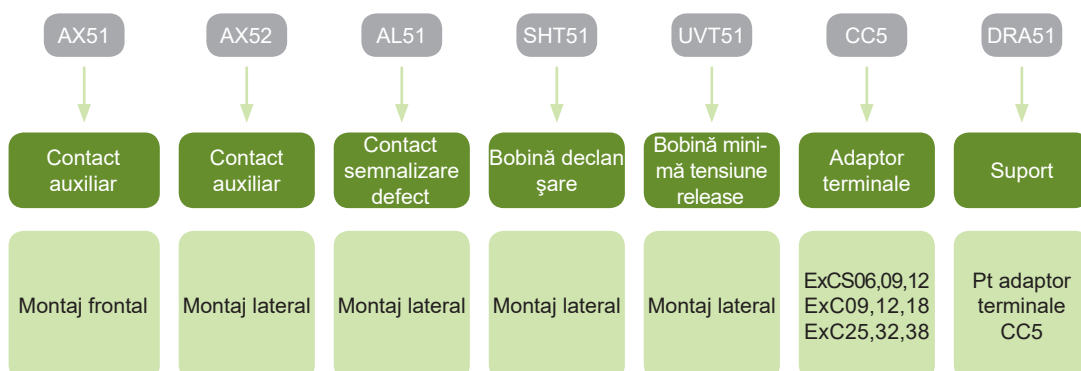 AX51
AX52
AL51
SHT51
UVT51
CC5
DRA51
Contact
auxiliar
Contact
auxiliar
Contact
semnalizare
defect
Bobină declan
şare
Bobină mini-
mă tensiune
release
Adaptor
terminale
Suport
Montaj frontal
Montaj lateral
Montaj lateral
Montaj lateral
Montaj lateral
ExCS06,09,12
ExC09,12,18
ExC25,32,38
Pt adaptor
terminale
CC5